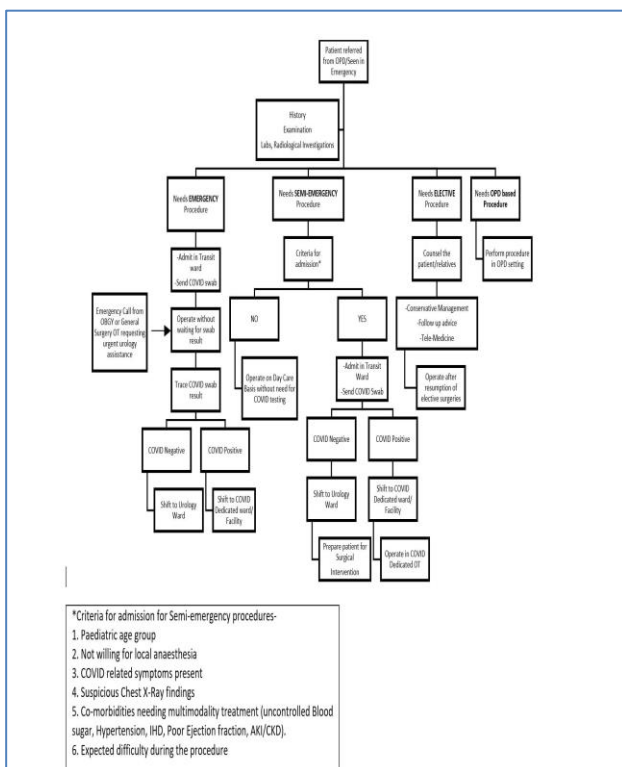 Patient referred
from OPD/Seen in
Emergency
History
Examination
Labs, Radiological Investigations
Needs EMERGENCY
Procedure
Needs SEMI-EMERGENCY
Procedure
Needs ELECTIVE
Procedure
Needs OPD based
Procedure
-Admit in Transit
ward
-Send COVID swab
Criteria for
admission*
Counsel the
patient/relatives
Perform procedure
in OPD setting
Emergency Call from
OBGY or General
Surgery OT requesting
urgent urology
assistance
Operate without
waiting for swab
result
NO
YES
-Conservative Management
-Follow up advice
-Tele-Medicine
Trace COVID swab
result
Operate on Day Care
Basis without need for
COVID testing
-Admit in Transit
Ward
-Send COVID Swab
Operate after
resumption of
elective surgeries
COVID Negative
COVID Positive
COVID Negative
COVID Positive
Shift to Urology
Ward
Shift to COVID
Dedicated ward/
Facility
Shift to Urology
Ward
Shift to COVID
Dedicated ward/
Facility
Prepare patient for
Surgical
Intervention
Operate in COVID
Dedicated OT
*Criteria for admission for Semi-emergency procedures-
1. Paediatric age group
2. Not willing for local anaesthesia
3. COVID related symptoms present
4. Suspicious Chest X-Ray findings
5. Co-morbidities needing multimodality treatment (uncontrolled Blood
sugar, Hypertension, IHD, Poor Ejection fraction, AKI/CKD).
6. Expected difficulty during the procedure